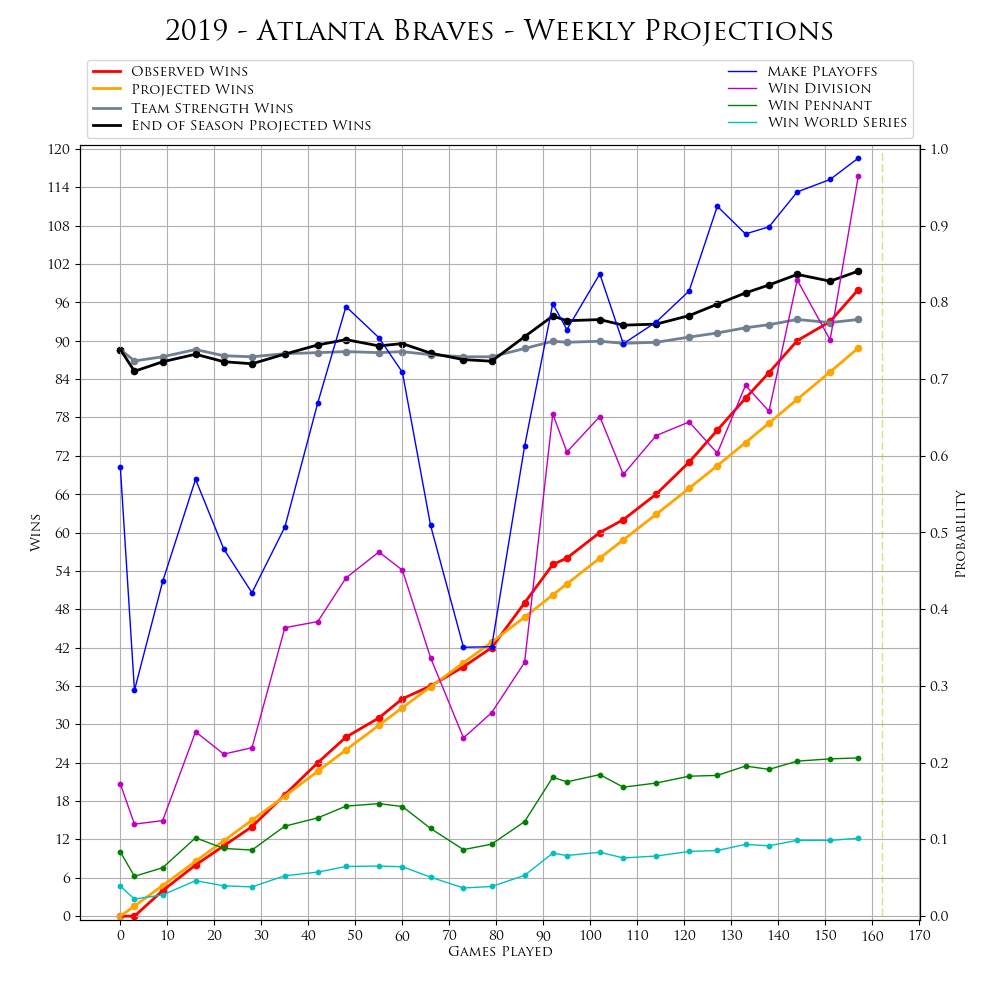 2019 - Atlanta Braves - Weekly Projections
Observed Wins
Projected Wins
Team Strength Wins
End of Season Projected Wins
Make Playoffs
Win Division
Win Pennant
Win World Series
120
114
108
102
96
90
84
78
72
66
60
54
48
42
36
30
24
18
12
6
0
Wins
1.0
0.9
0.8
0.7
0.6
0.5
0.4
0.3
0.2
0.1
0.0
Probability
0 10 20 30 40 50 60 70 80 90 100 110 120 130 140 150 160 170
Games Played